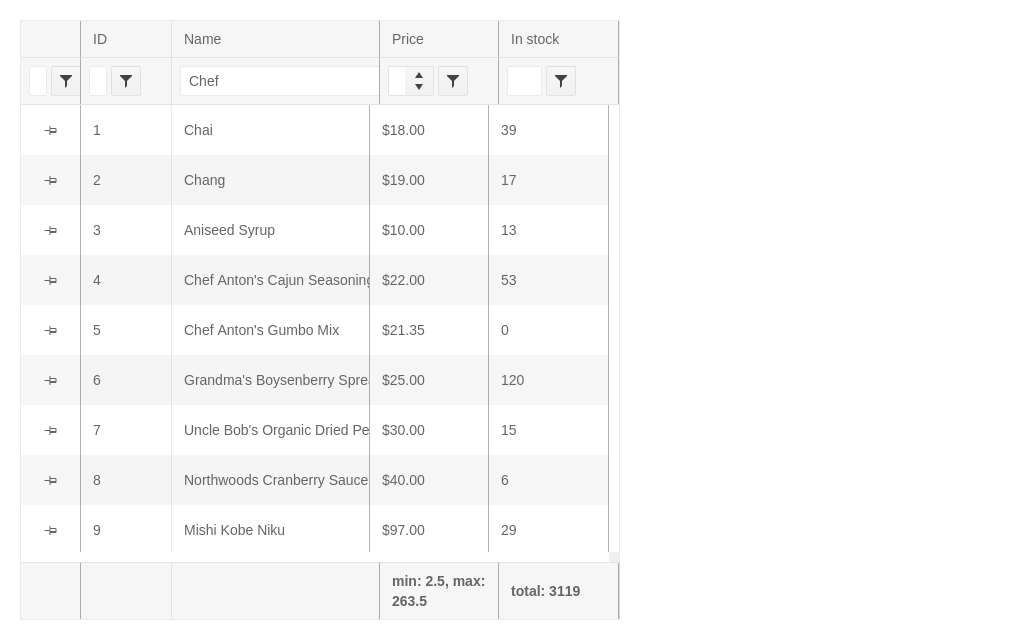 ID Name Price In stock
Chef
1 Chai $18.00 39
2 Chang $19.00 17
3 Aniseed Syrup $10.00 13
4 Chef Anton's Cajun Seasoning $22.00 53
5 Chef Anton's Gumbo Mix $21.35 0
6 Grandma's Boysenberry Spre $25.00 120
7 Uncle Bob's Organic Dried Pe $30.00 15
8 Northwoods Cranberry Sauce $40.00 6
9 Mishi Kobe Niku $97.00 29
min: 2.5, max: 263.5 total: 3119